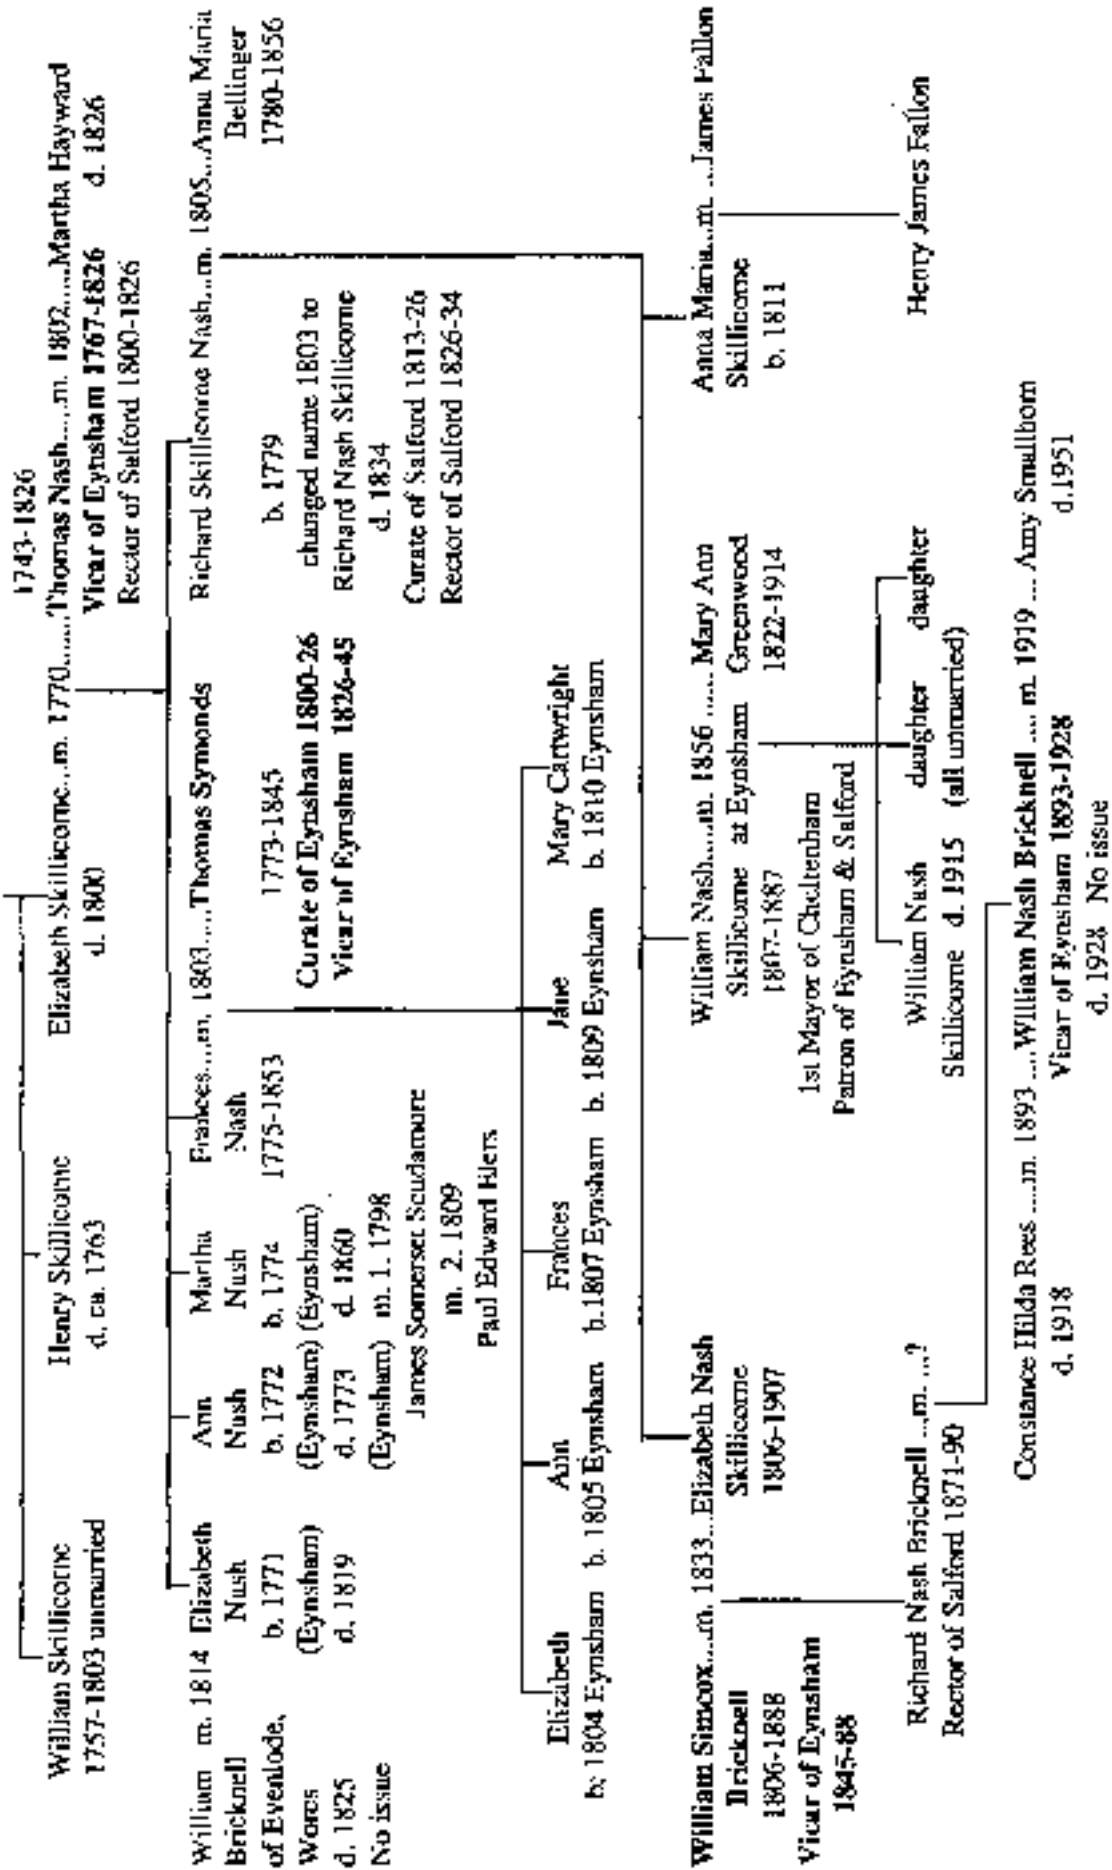 1743-1826
William Skillicorne
1757-1803 unmarried
Henry Skillicorne
d. ca. 1763
Elizabeth Skillicorne...m. 1770.......Thomas Nash....m. 1802.....Martha Hayward
d. 1800
Vicar of Eynsham 1767-1826
d. 1826
Rector of Salford 1800-1826
William m. 1814 Elizabeth
Bricknell
of Evenlode,
Worcs
d. 1825
No issue
Nash
b. 1771
(Eynsham)
d. 1819
Ann
Nash
b. 1772
(Eynsham)
d. 1773
(Eynsham)
Martha
Nash
b. 1774
(Eynsham)
d. 1860
m. 1. 1798
James Somerset Scudamore
m. 2. 1809
Paul Edward Elers
Frances....m. 1803....Thomas Symonds
Nash
1775-1853
1773-1845
Curate of Eynsham 1800-26
Vicar of Eynsham 1826-45
Richard Skillicorne Nash...m. 1805...Anna Maria
Bellinger
1780-1856
b. 1779
changed name 1803 to
Richard Nash Skillicorne
d. 1834
Curate of Salford 1813-26
Rector of Salford 1826-34
Elizabeth
b. 1804 Eynsham
Ann
b. 1805 Eynsham
Frances
b.1807 Eynsham
Jane
b. 1809 Eynsham
Mary Cartwright
b. 1810 Eynsham
William Simcox....m. 1833...Elizabeth Nash
Bricknell
1806-1888
Vicar of Eynsham
1845-88
Skillicorne
1806-1907
William Nash.....m. 1856 ...... Mary Ann
Skillicorne at Eynsham Greenwood
1807-1887
1822-1914
1st Mayor of Cheltenham
Patron of Eynsham & Salford
Anna Maria...m. ...James Fallon
Skillicorne
b. 1811
Richard Nash Bricknell ...m. ...?
Rector of Salford 1871-90
William Nash daughter daughter
Skillicorne d. 1915 (all unmarried)
Henry James Fallon
Constance Hilda Rees ....m. 1893 ....William Nash Bricknell .... m. 1919 ... Amy Smallhorn
d. 1918
Vicar of Eynsham 1893-1928
d.1951
d. 1928 No issue